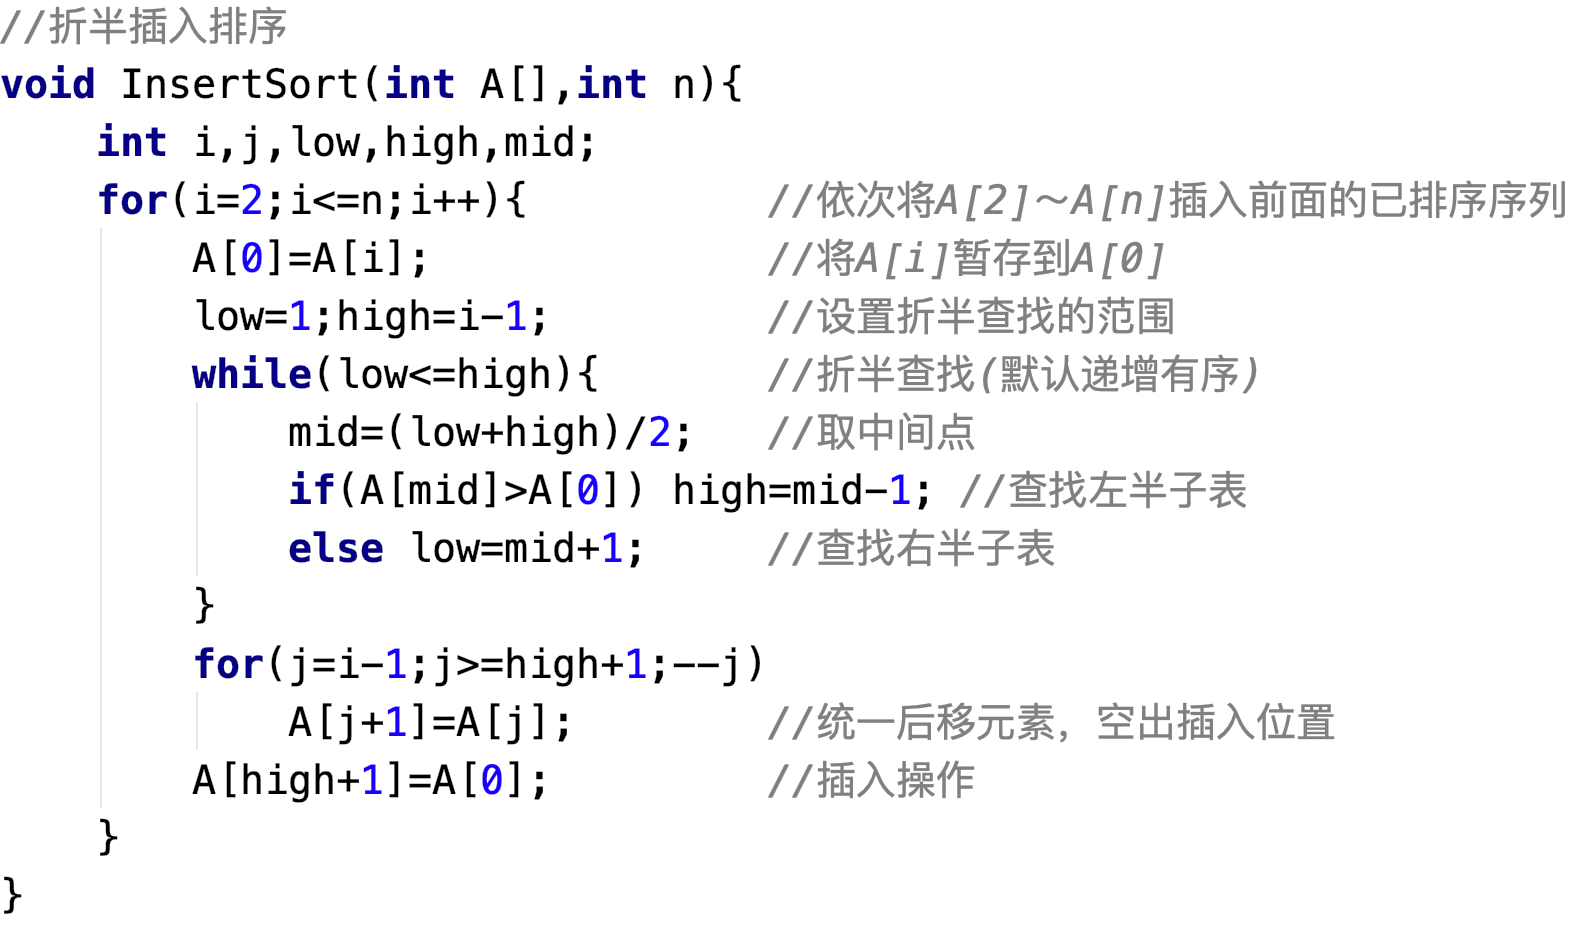 //折半插入排序
void InsertSort(int A[],int n){
    int i,j,low,high,mid;
    for(i=2;i<=n;i++){          //依次将A[2]～A[n]插入前面的已排序序列
        A[0]=A[i];              //将A[i]暂存到A[0]
        low=1;high=i-1;         //设置折半查找的范围
        while(low<=high){       //折半查找(默认递增有序)
            mid=(low+high)/2;   //取中间点
            if(A[mid]>A[0]) high=mid-1; //查找左半子表
            else low=mid+1;     //查找右半子表
        }
        for(j=i-1;j>=high+1;--j)
            A[j+1]=A[j];        //统一后移元素，空出插入位置
        A[high+1]=A[0];         //插入操作
    }
}